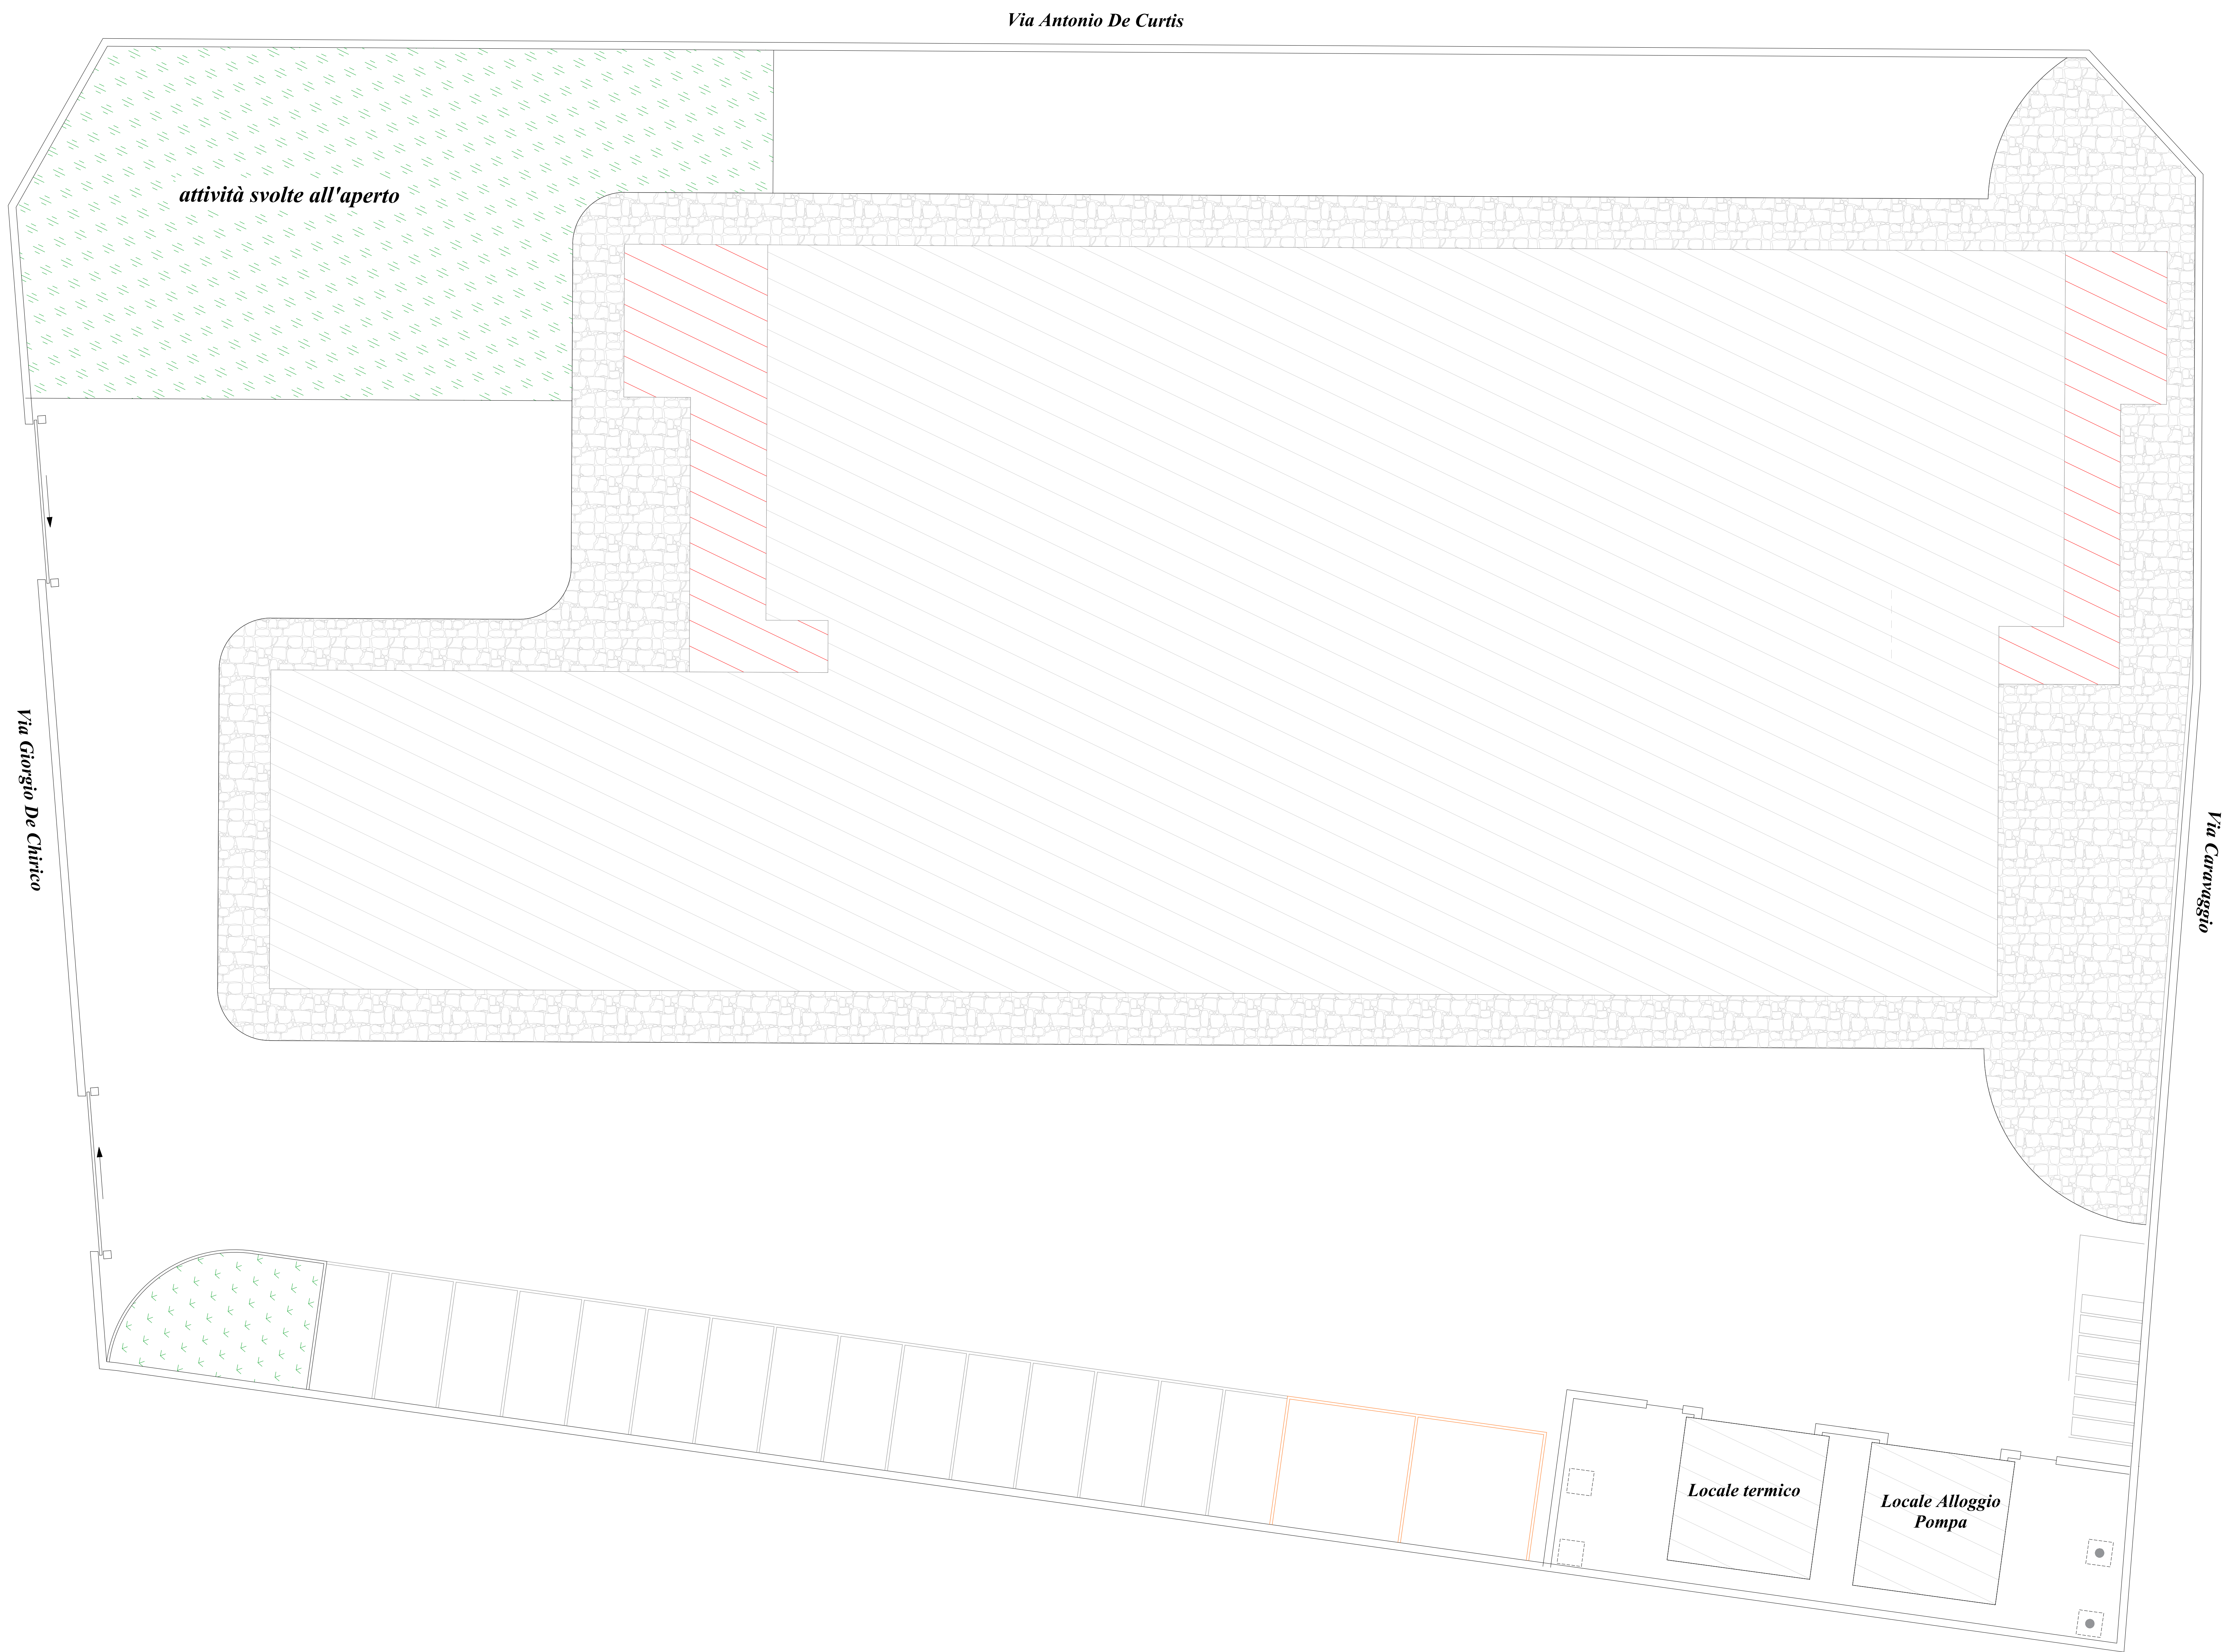 Via Antonio De Curtis
attività svolte all'aperto
Via Giorgio De Chirico
Via Caravaggio
Locale termico
Locale Alloggio
Pompa